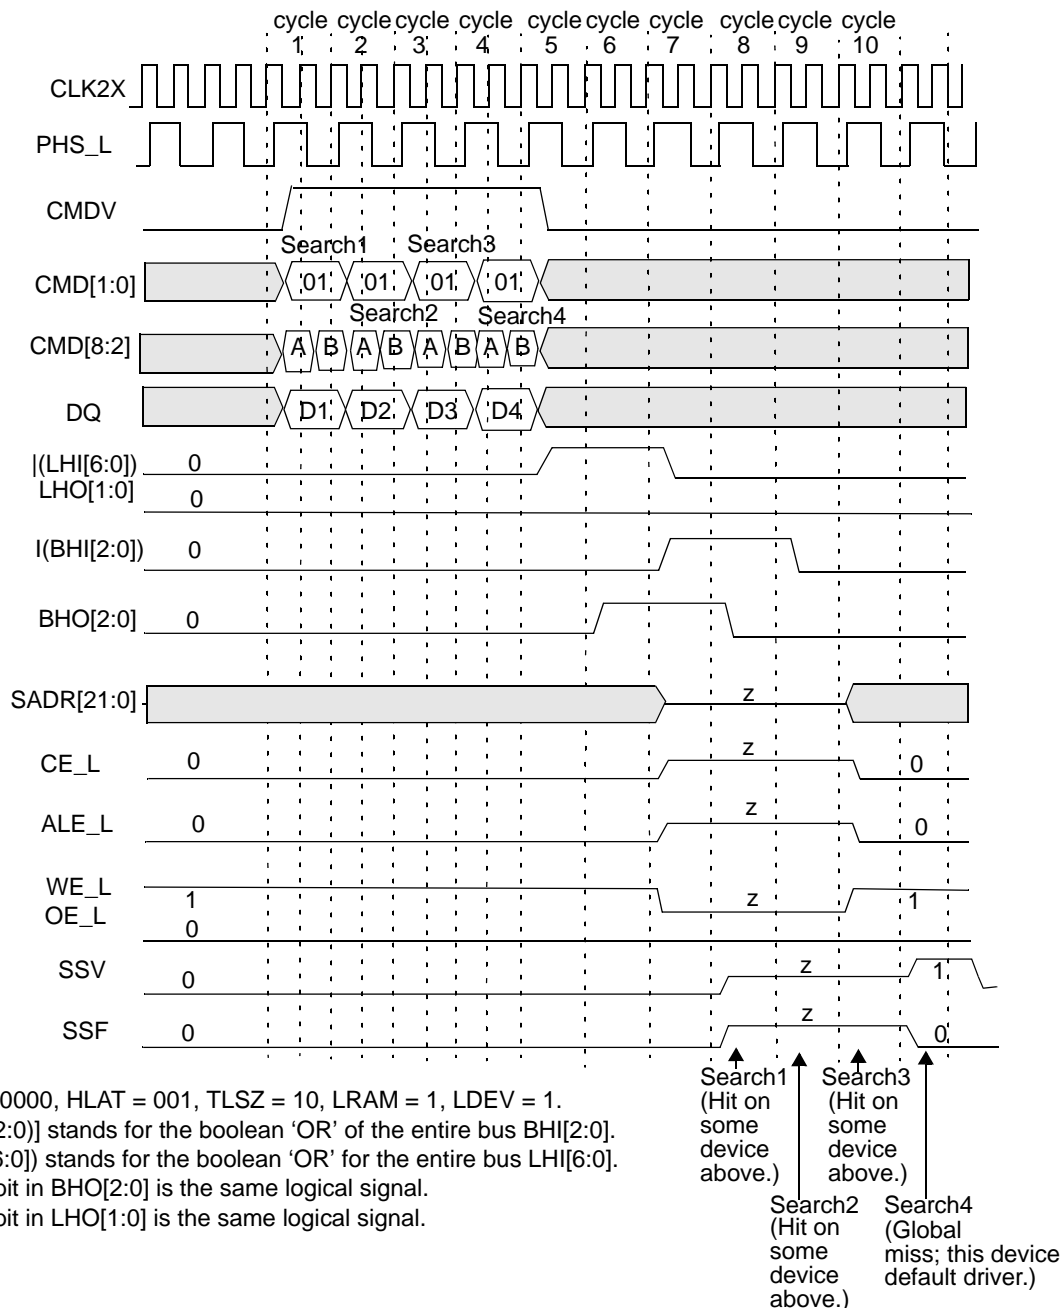 cycle cycle cycle cycle cycle cycle cycle cycle cycle cycle
1 2 3 4 5 6 7 8 9 10
CLK2X
PHS_L
CMDV
Search1 Search3
CMD[1:0] 01 01 01 01
Search2 Search4
CMD[8:2] A B A B A B A B
DQ D1 D2 D3 D4
|(LHI[6:0]) 0
LHO[1:0] 0
I(BHI[2:0]) 0
BHO[2:0] 0
SADR[21:0] z
CE_L 0 z 0
ALE_L 0 z 0
WE_L 1 z 1
OE_L 0
SSV 0 z 1
SSF 0 z 0
Search1
(Hit on
some
device
above.)
Search3
(Hit on
some
device
above.)
Search2
(Hit on
some
device
above.)
Search4
(Global
miss; this device
default driver.)
0000, HLAT = 001, TLSZ = 10, LRAM = 1, LDEV = 1.
2:0)] stands for the boolean ‘OR’ of the entire bus BHI[2:0].
6:0]) stands for the boolean ‘OR’ for the entire bus LHI[6:0].
bit in BHO[2:0] is the same logical signal.
bit in LHO[1:0] is the same logical signal.